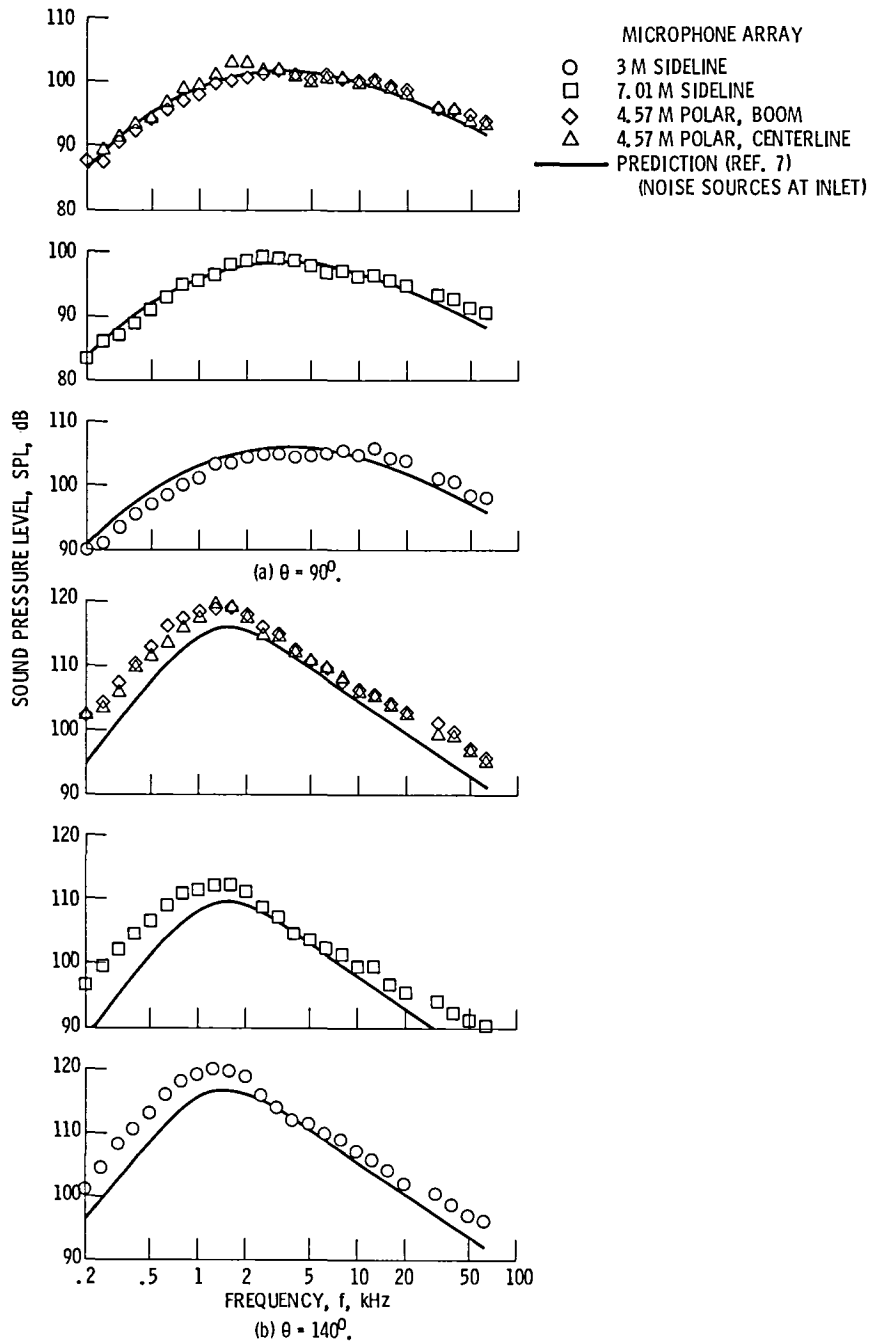 110
100
90
80
MICROPHONE ARRAY
3 M SIDELINE
7.01 M SIDELINE
4.57 M POLAR, BOOM
4.57 M POLAR, CENTERLINE
PREDICTION (REF. 7)
(NOISE SOURCES AT INLET)
100
90
80
110
100
90
(a) θ = 90⁰.
SOUND PRESSURE LEVEL, SPL, dB
120
110
100
90
120
110
100
90
120
110
100
90
.2 .5 1 2 5 10 20 50 100
FREQUENCY, f, kHz
(b) θ = 140⁰.